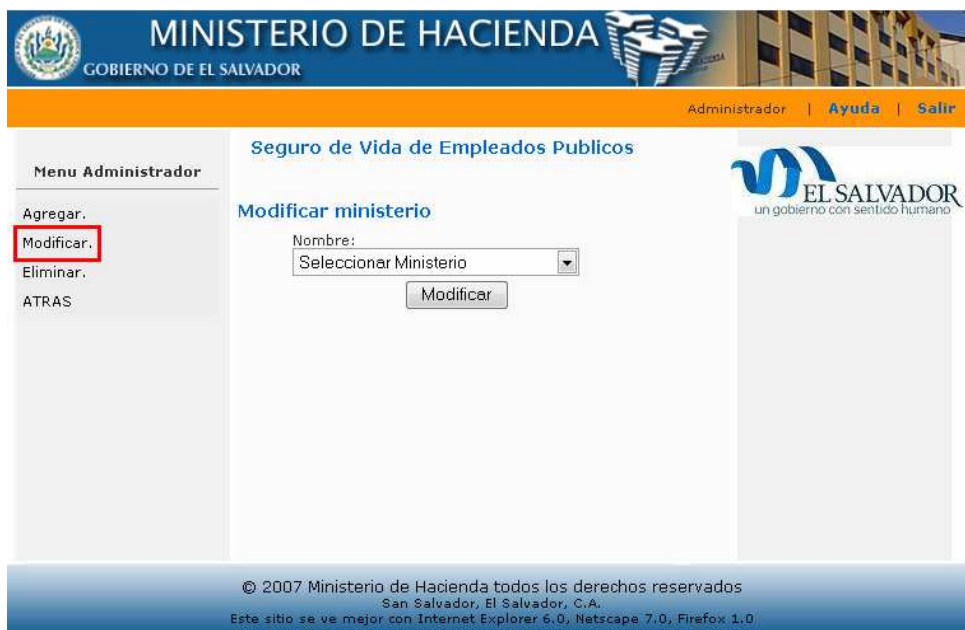 MINISTERIO DE HACIENDA
GOBIERNO DE EL SALVADOR
Administrador | Ayuda | Salir
Menu Administrador
Agregar.
Modificar.
Eliminar.
ATRAS
Seguro de Vida de Empleados Publicos
Modificar ministerio
Nombre:
Seleccionar Ministerio
Modificar
EL SALVADOR
un gobierno con sentido humano
© 2007 Ministerio de Hacienda todos los derechos reservados
San Salvador, El Salvador, C.A.
Este sitio se ve mejor con Internet Explorer 6.0, Netscape 7.0, Firefox 1.0